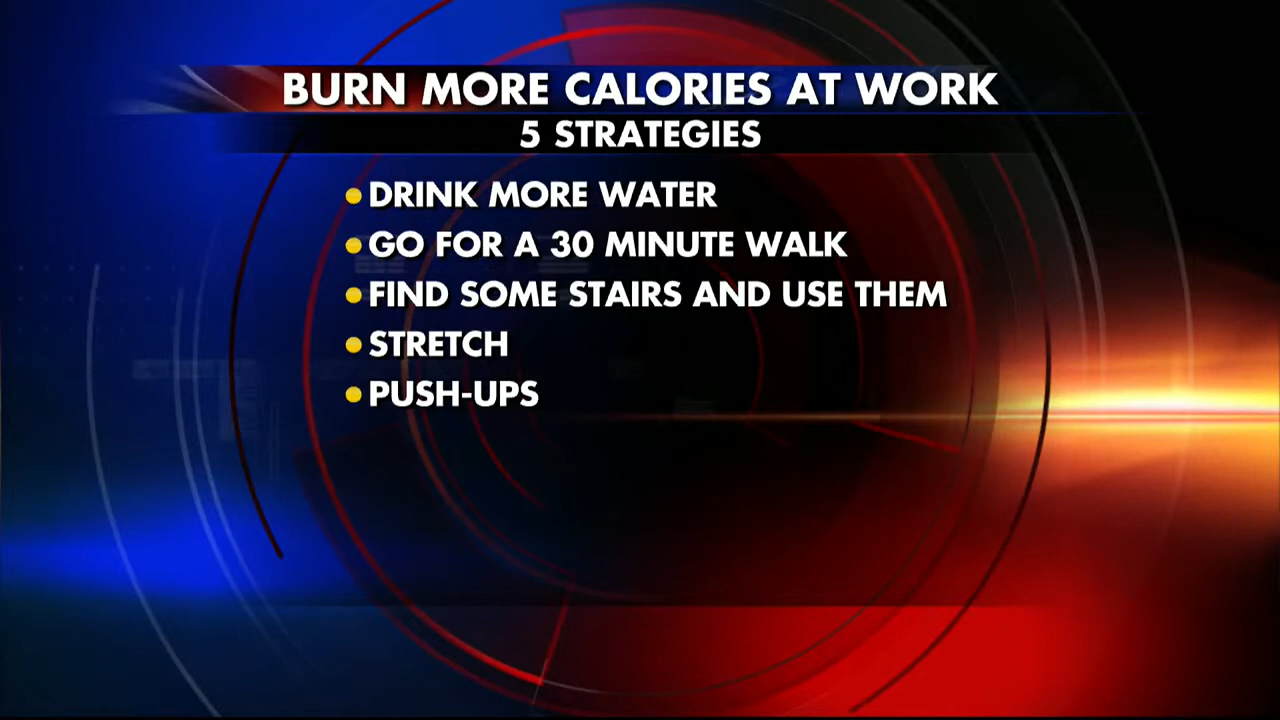 BURN MORE CALORIES AT WORK
5 STRATEGIES
DRINK MORE WATER
GO FOR A 30 MINUTE WALK
FIND SOME STAIRS AND USE THEM
STRETCH
PUSH-UPS